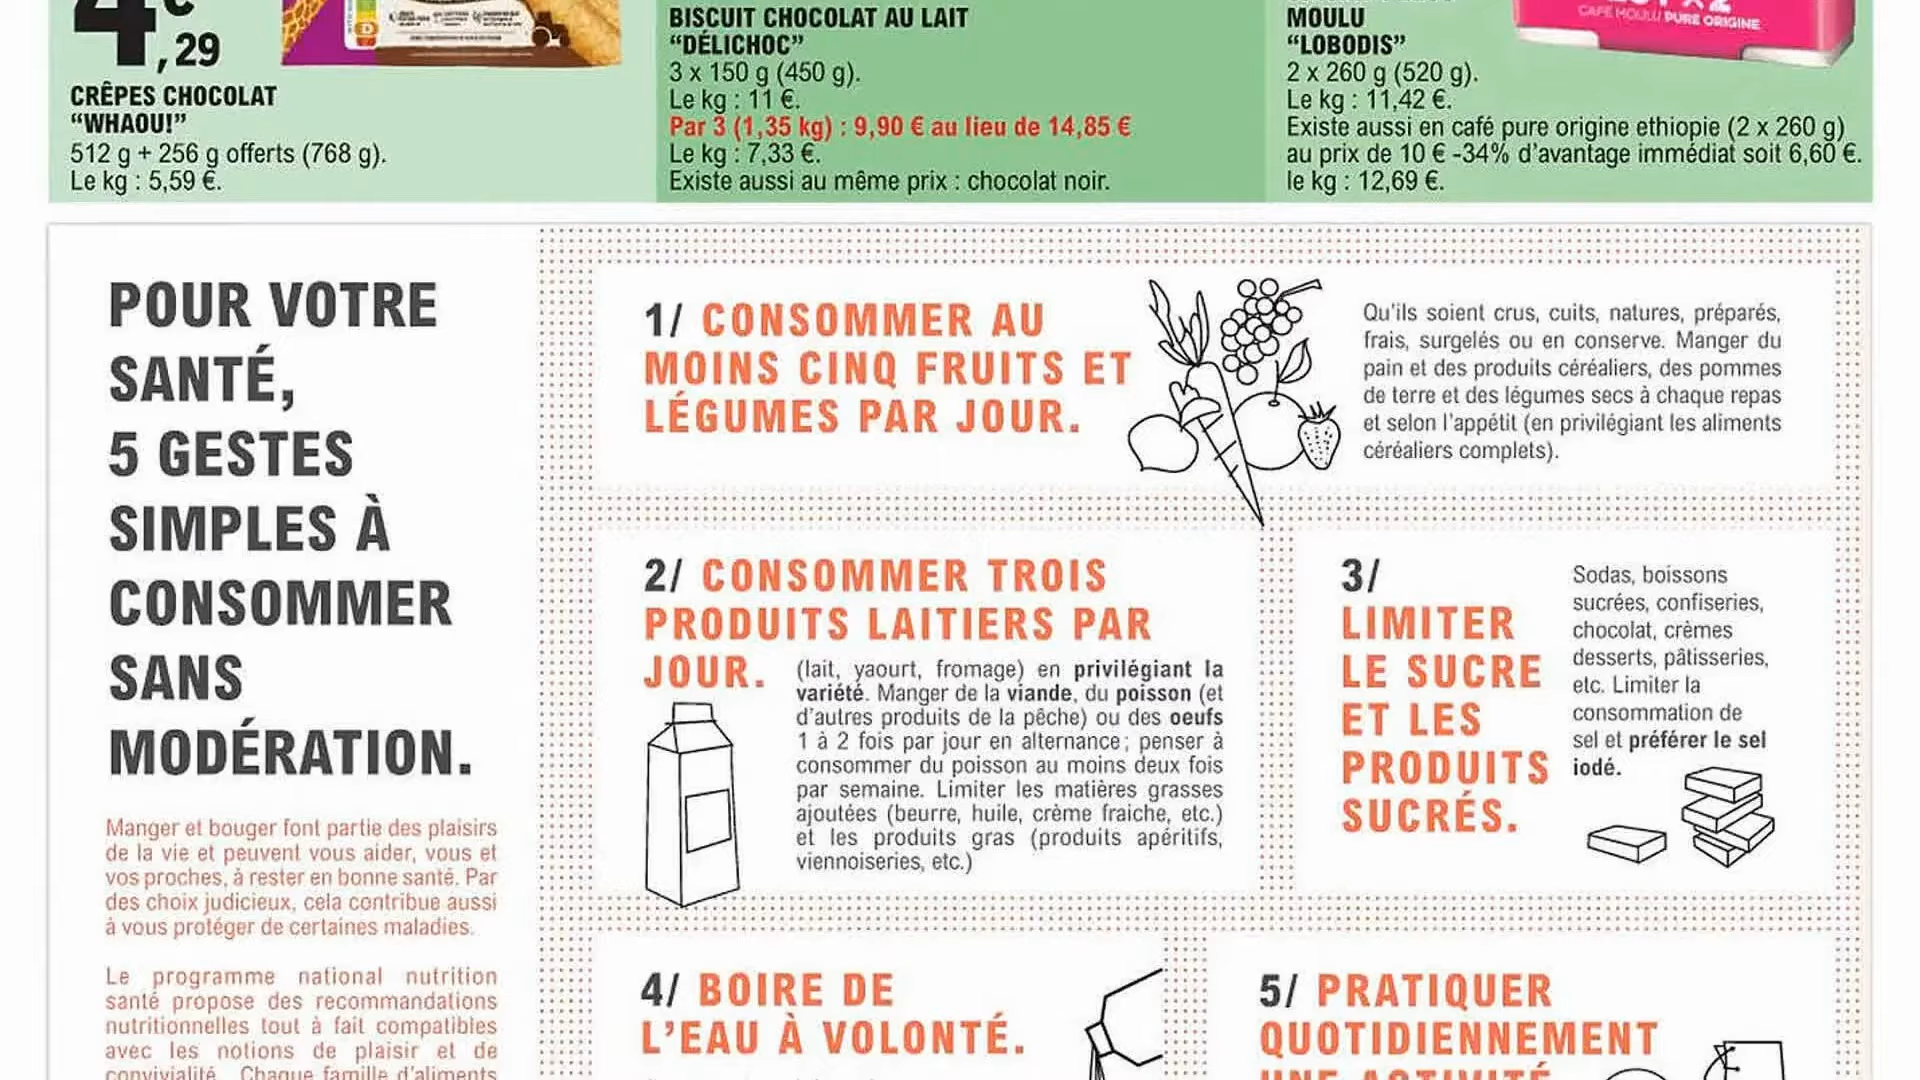 4€,29
CRÊPES CHOCOLAT
“WHAOU!”
512 g + 256 g offerts (768 g).
Le kg : 5,59 €.
D
BISCUIT CHOCOLAT AU LAIT
“DÉLICHOC”
3 x 150 g (450 g).
Le kg : 11 €.
Par 3 (1,35 kg) : 9,90 € au lieu de 14,85 €
Le kg : 7,33 €.
Existe aussi au même prix : chocolat noir.
MOULU
“LOBODIS”
2 x 260 g (520 g).
Le kg : 11,42 €.
Existe aussi en café pure origine ethiopie (2 x 260 g)
au prix de 10 € -34% d’avantage immédiat soit 6,60 €.
le kg : 12,69 €.
CAFÉ MOULU PURE ORIGINE
POUR VOTRE
SANTÉ,
5 GESTES
SIMPLES À
CONSOMMER
SANS
MODÉRATION.
Manger et bouger font partie des plaisirs
de la vie et peuvent vous aider, vous et
vos proches, à rester en bonne santé. Par
des choix judicieux, cela contribue aussi
à vous protéger de certaines maladies.
Le programme national nutrition
santé propose des recommandations
nutritionnelles tout à fait compatibles
avec les notions de plaisir et de
convivialité. Chaque famille d’aliments
1/ CONSOMMER AU
MOINS CINQ FRUITS ET
LÉGUMES PAR JOUR.
Qu’ils soient crus, cuits, natures, préparés,
frais, surgelés ou en conserve. Manger du
pain et des produits céréaliers, des pommes
de terre et des légumes secs à chaque repas
et selon l’appétit (en privilégiant les aliments
céréaliers complets).
2/ CONSOMMER TROIS
PRODUITS LAITIERS PAR
JOUR.
(lait, yaourt, fromage) en privilégiant la
variété. Manger de la viande, du poisson (et
d’autres produits de la pêche) ou des oeufs
1 à 2 fois par jour en alternance; penser à
consommer du poisson au moins deux fois
par semaine. Limiter les matières grasses
ajoutées (beurre, huile, crème fraiche, etc.)
et les produits gras (produits apéritifs,
viennoiseries, etc.)
3/
LIMITER
LE SUCRE
ET LES
PRODUITS
SUCRÉS.
Sodas, boissons
sucrées, confiseries,
chocolat, crèmes
desserts, pâtisseries,
etc. Limiter la
consommation de
sel et préférer le sel
iodé.
4/ BOIRE DE
L’EAU À VOLONTÉ.
5/ PRATIQUER
QUOTIDIENNEMENT
UNE ACTIVITÉ